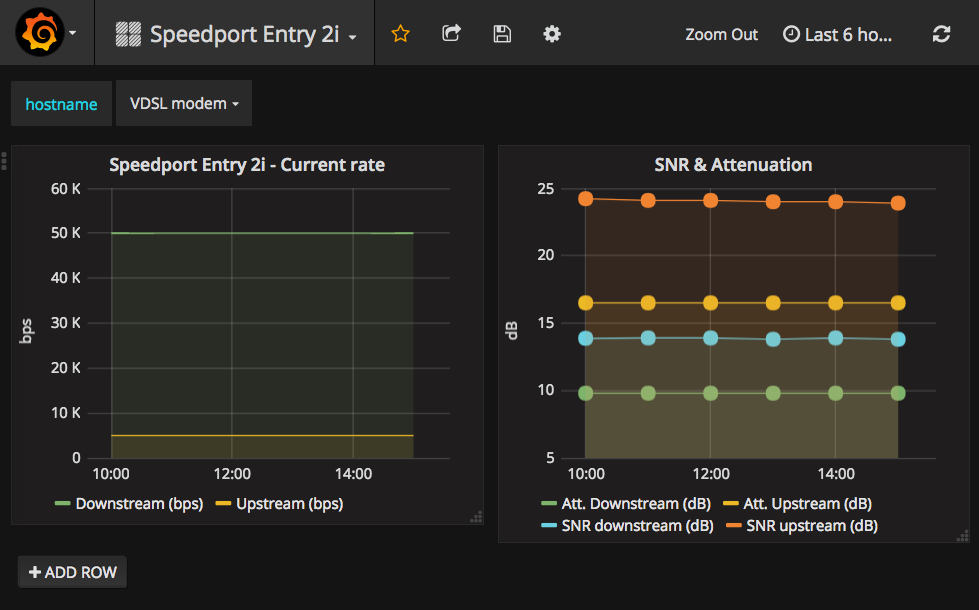 Speedport Entry 2i
Zoom Out
Last 6 ho...
hostname
VDSL modem
Speedport Entry 2i - Current rate
60 K
50 K
40 K
30 K
20 K
10 K
0
bps
10:00 12:00 14:00
Downstream (bps) Upstream (bps)
SNR & Attenuation
25
20
15
10
5
dB
10:00 12:00 14:00
Att. Downstream (dB) Att. Upstream (dB)
SNR downstream (dB) SNR upstream (dB)
+ ADD ROW